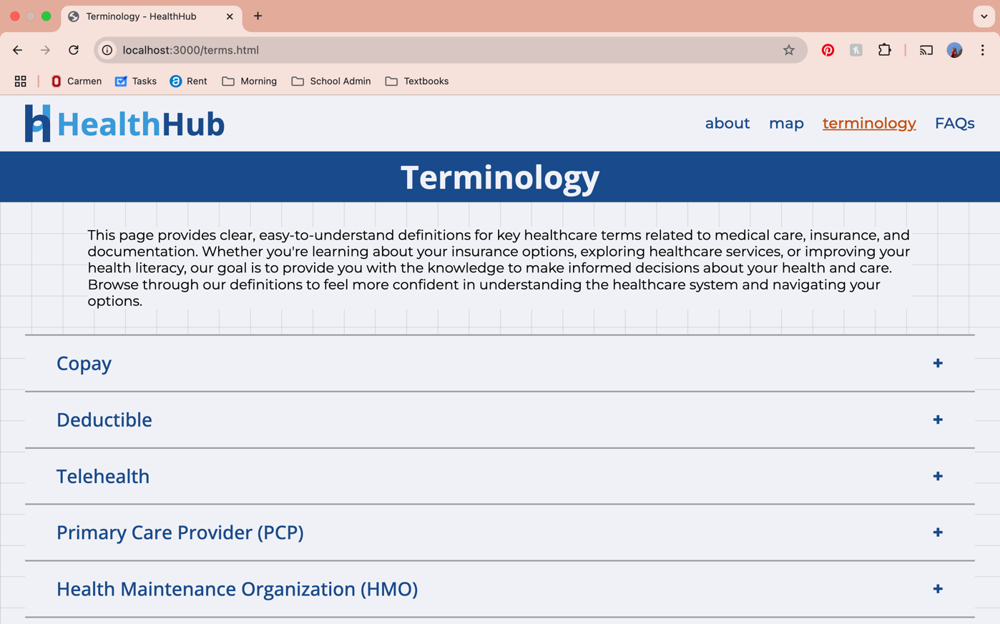 Terminology - HealthHub
localhost:3000/terms.html
Carmen Tasks Rent Morning School Admin Textbooks
HealthHub about map terminology FAQs
Terminology
This page provides clear, easy-to-understand definitions for key healthcare terms related to medical care, insurance, and
documentation. Whether you're learning about your insurance options, exploring healthcare services, or improving your
health literacy, our goal is to provide you with the knowledge to make informed decisions about your health and care.
Browse through our definitions to feel more confident in understanding the healthcare system and navigating your
options.
Copay +
Deductible +
Telehealth +
Primary Care Provider (PCP) +
Health Maintenance Organization (HMO) +